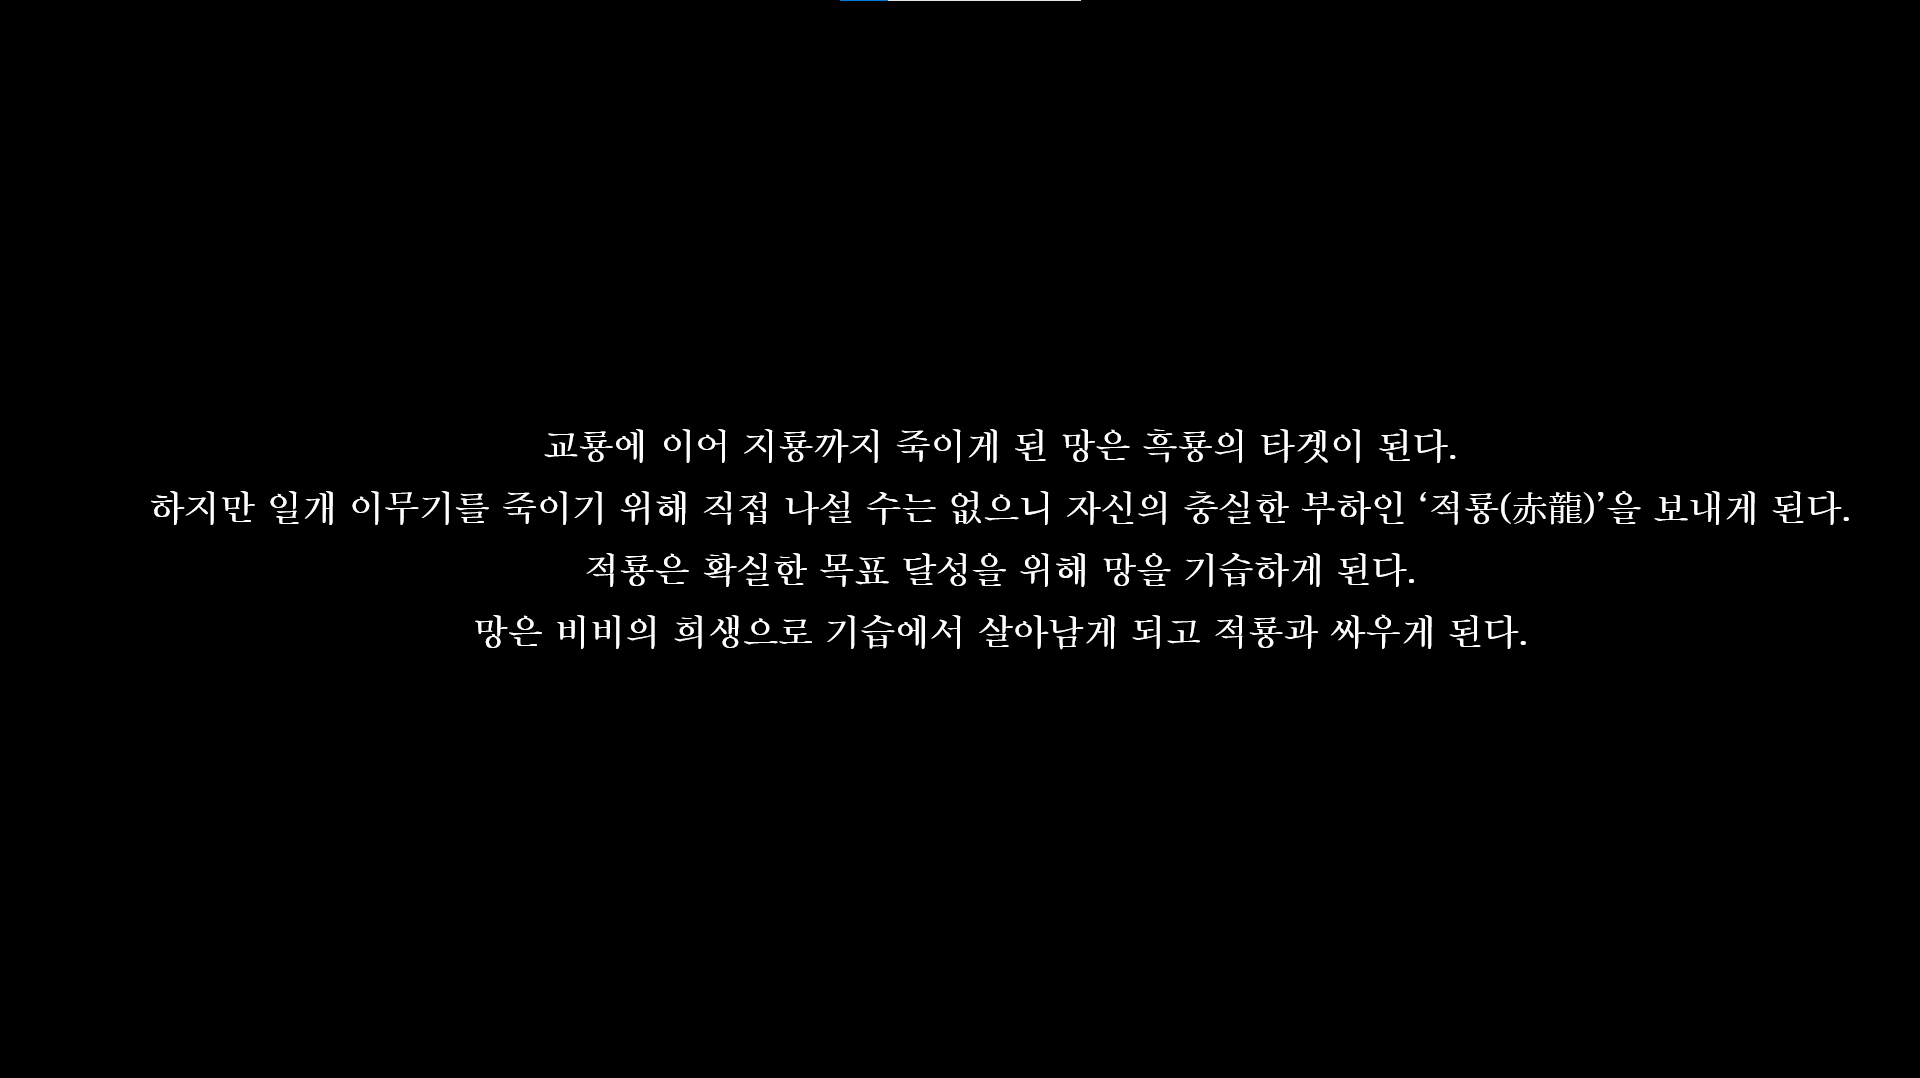 교룡에 이어 지룡까지 죽이게 된 망은 흑룡의 타겟이 된다.
하지만 일개 이무기를 죽이기 위해 직접 나설 수는 없으니 자신의 충실한 부하인 ‘적룡(赤龍)’을 보내게 된다.
적룡은 확실한 목표 달성을 위해 망을 기습하게 된다.
망은 비비의 희생으로 기습에서 살아남게 되고 적룡과 싸우게 된다.